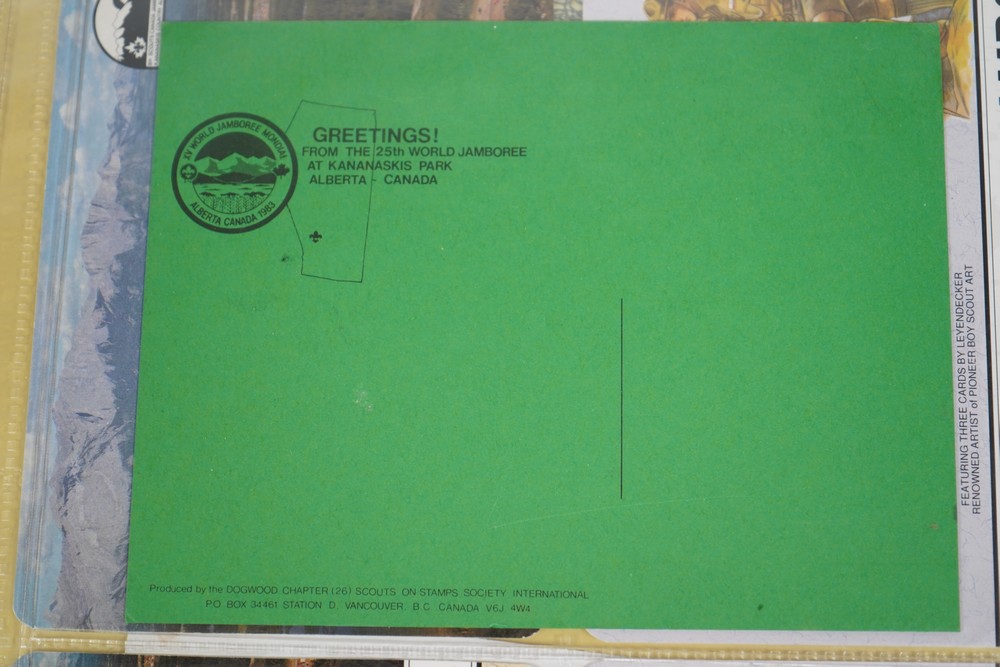 XV WORLD JAMBOREE MONDIAL
ALBERTA CANADA 1983
GREETINGS!
FROM THE 25th WORLD JAMBOREE
AT KANANASKIS PARK
ALBERTA - CANADA
Produced by the DOGWOOD CHAPTER (26) SCOUTS ON STAMPS SOCIETY INTERNATIONAL
P.O. BOX 34461 STATION D, VANCOUVER B C CANADA V6J 4W4
FEATURING THREE CARDS BY LEYENDECKER
RENOWNED ARTIST of PIONEER BOY SCOUT ART